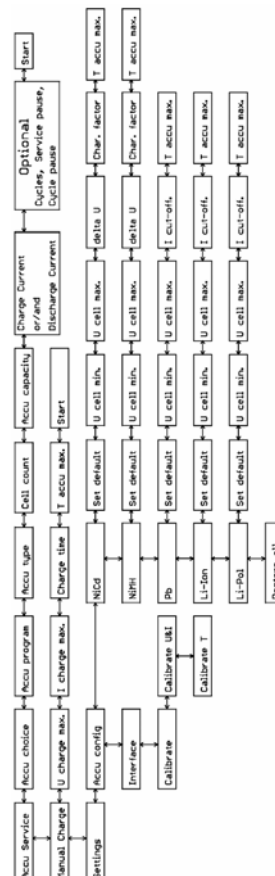 Accu Service
Accu choice
Accu program
Accu type
Cell count
Accu capacity
Charge Current
or/and
Discharge Current
Optional
Cycles, Service pause,
Cycle pause
Start
Manual Charge
U charge max.
I charge max.
Charge time
T accu max.
Start
Settings
Accu config
NiCd
Set default
U cell min.
U cell max.
delta U
Char. factor
T accu max.
Interface
NiMH
Set default
U cell min.
U cell max.
delta U
Char. factor
T accu max.
Calibrate
Calibrate U&I
Pb
Set default
U cell min.
U cell max.
I cut-off.
T accu max.
Calibrate T
Li-Ion
Set default
U cell min.
U cell max.
I cut-off.
T accu max.
Li-Pol
Set default
U cell min.
U cell max.
I cut-off.
T accu max.